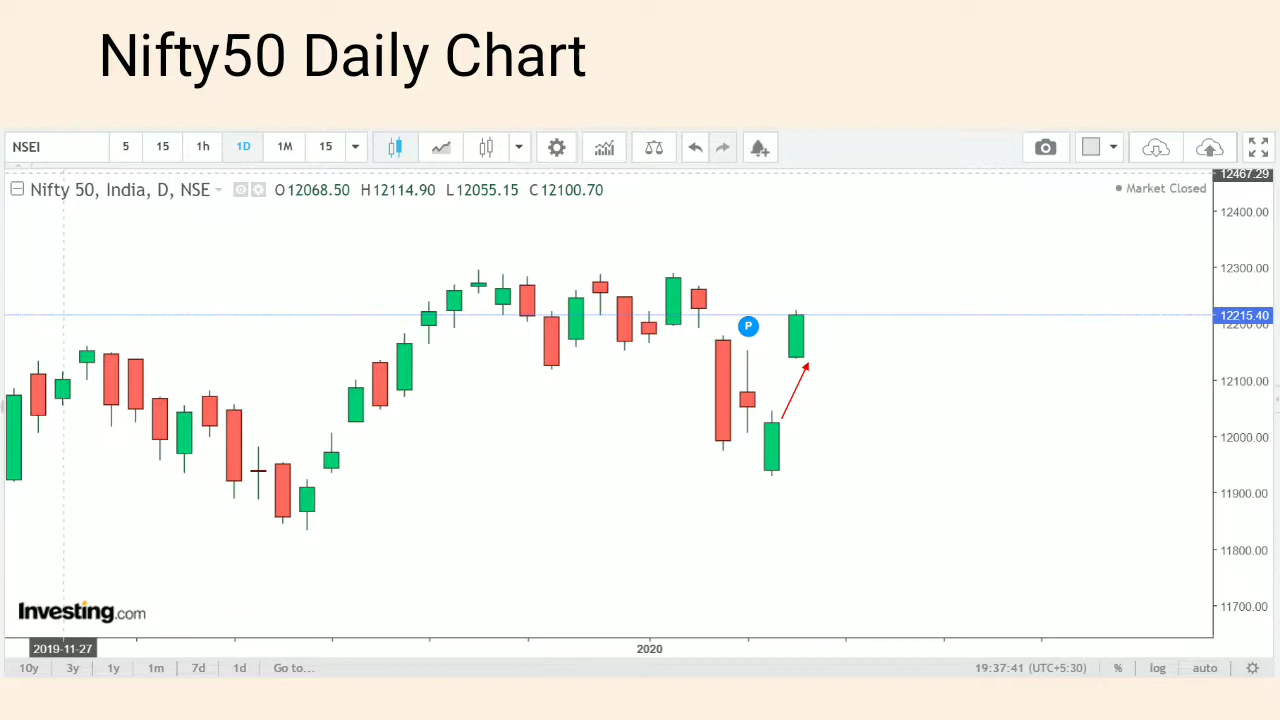 Nifty50 Daily Chart
NSEI 5 15 1h 1D 1M 15
Nifty 50, India, D, NSE O12068.50 H12114.90 L12055.15 C12100.70
Market Closed
12467.29
12400.00
12300.00
12215.40
12200.00
12100.00
12000.00
11900.00
11800.00
11700.00
P
Investing.com
2019-11-27 2020
10y 3y 1y 1m 7d 1d Go to... 19:37:41 (UTC+5:30) % log auto